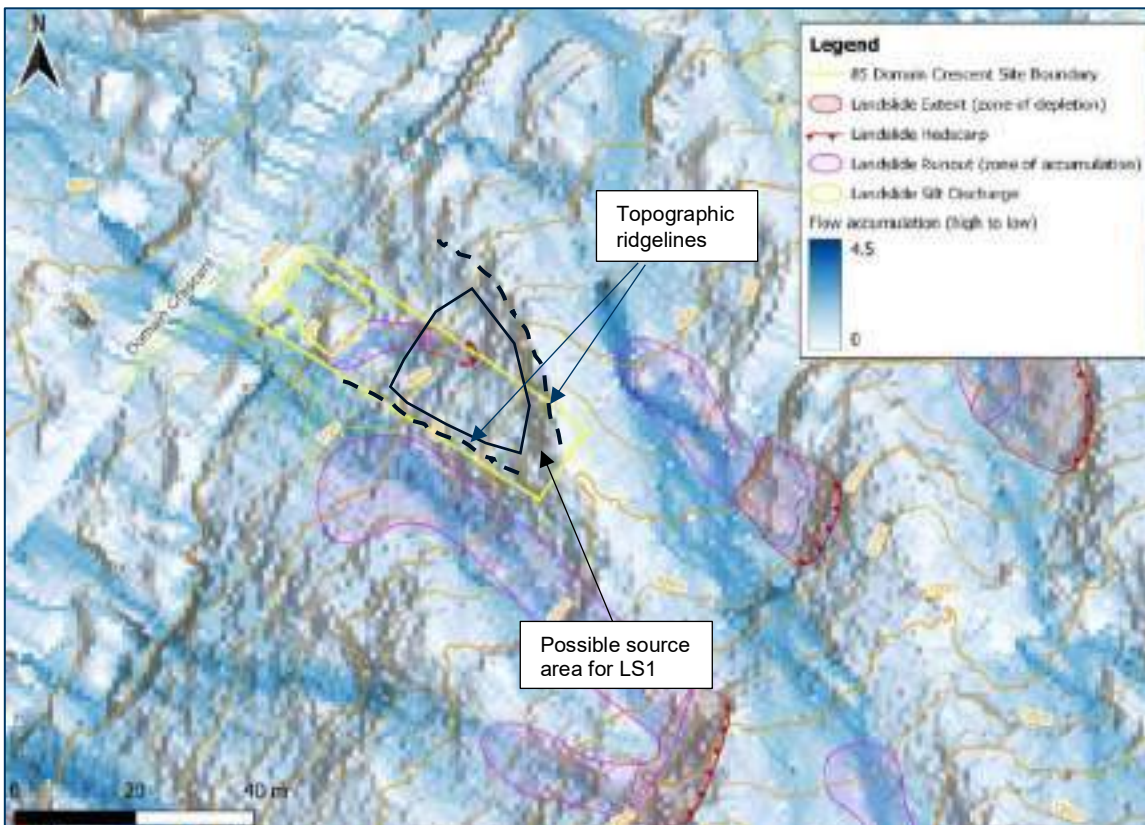 N
Legend
85 Domain Crescent Site Boundary
Landslide Extent (zone of depletion)
Landslide Hedscarp
Landslide Runout (zone of accumulation)
Landslide Silt Discharge
Flow accumulation (high to low)
4.5
0
Topographic
ridgelines
Domain Crescent
Possible source
area for LS1
0
20
40 m